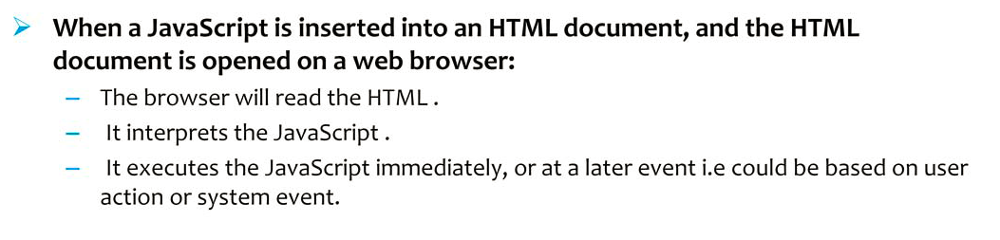 ➢ When a JavaScript is inserted into an HTML document, and the HTML
document is opened on a web browser:
– The browser will read the HTML .
– It interprets the JavaScript .
– It executes the JavaScript immediately, or at a later event i.e could be based on user
action or system event.